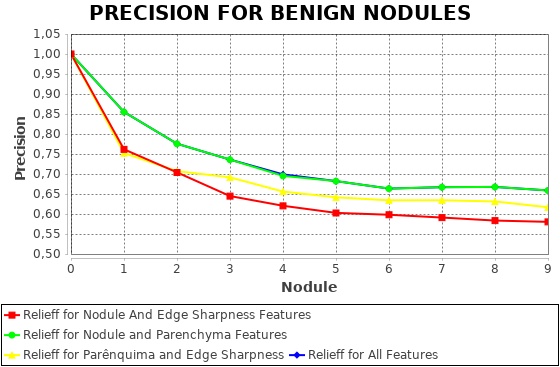 PRECISION FOR BENIGN NODULES
1,05
1,00
0,95
0,90
0,85
0,80
0,75
0,70
0,65
0,60
0,55
0,50
Precision
0 1 2 3 4 5 6 7 8 9
Nodule
Relieff for Nodule And Edge Sharpness Features
Relieff for Nodule and Parenchyma Features
Relieff for Parênquima and Edge Sharpness Relieff for All Features